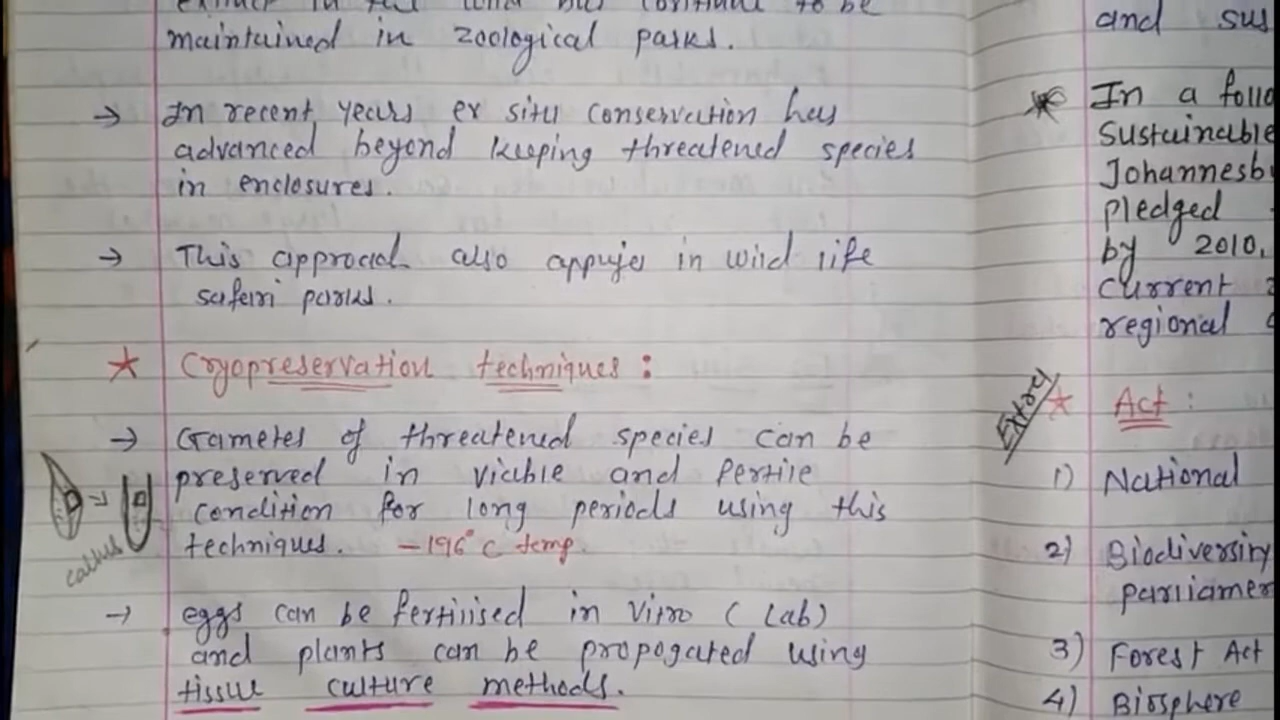 maintained in zoological parks.
→ In recent years ex situ conservation has
advanced beyond keeping threatened species
in enclosures.
→ This approach also applies in wild life
safari parks.
★ Cryopreservation techniques :
→ Gametes of threatened species can be
preserved in viable and fertile
condition for long periods using this
techniques. -196°C temp.
callus
→ eggs can be fertilised in vitro (Lab)
and plants can be propogated using
tissue culture methods.
and sus
★ In a follo
Sustainable
Johannesb
pledged
by 2010,
current
regional
Extra
★ Act :
1) National
2) Biodiversity
parliamen
3) Forest Act
4) Biosphere